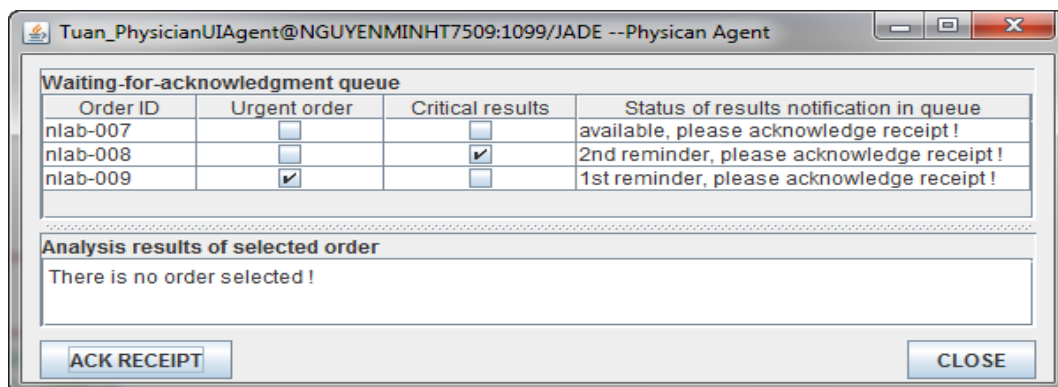 Tuan_PhysicianUIAgent@NGUYENMINHT7509:1099/JADE --Physican Agent
Waiting-for-acknowledgment queue
Order ID Urgent order Critical results Status of results notification in queue
nlab-007 available, please acknowledge receipt !
nlab-008 2nd reminder, please acknowledge receipt !
nlab-009 1st reminder, please acknowledge receipt !
Analysis results of selected order
There is no order selected !
ACK RECEIPT CLOSE